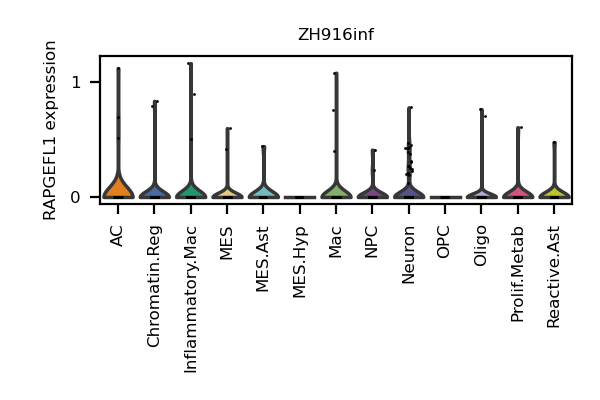 ZH916inf
RAPGEFL1 expression
1
0
AC
Chromatin.Reg
Inflammatory.Mac
MES
MES.Ast
MES.Hyp
Mac
NPC
Neuron
OPC
Oligo
Prolif.Metab
Reactive.Ast